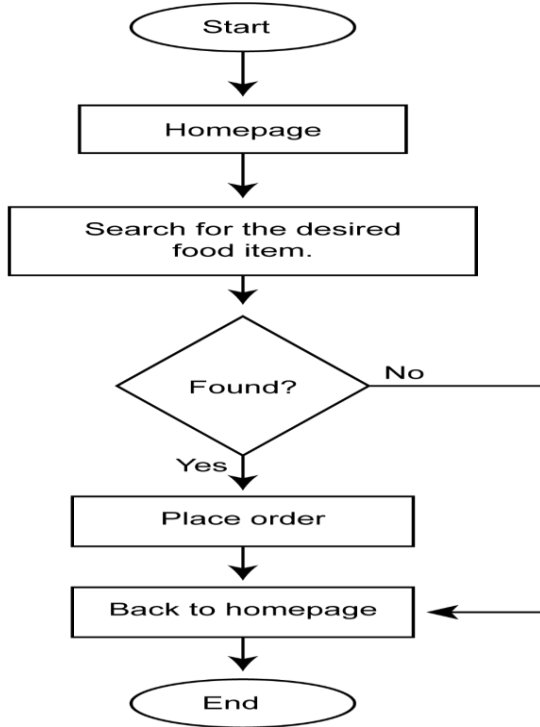 Start
Homepage
Search for the desired
food item.
Found?
No
Yes
Place order
Back to homepage
End